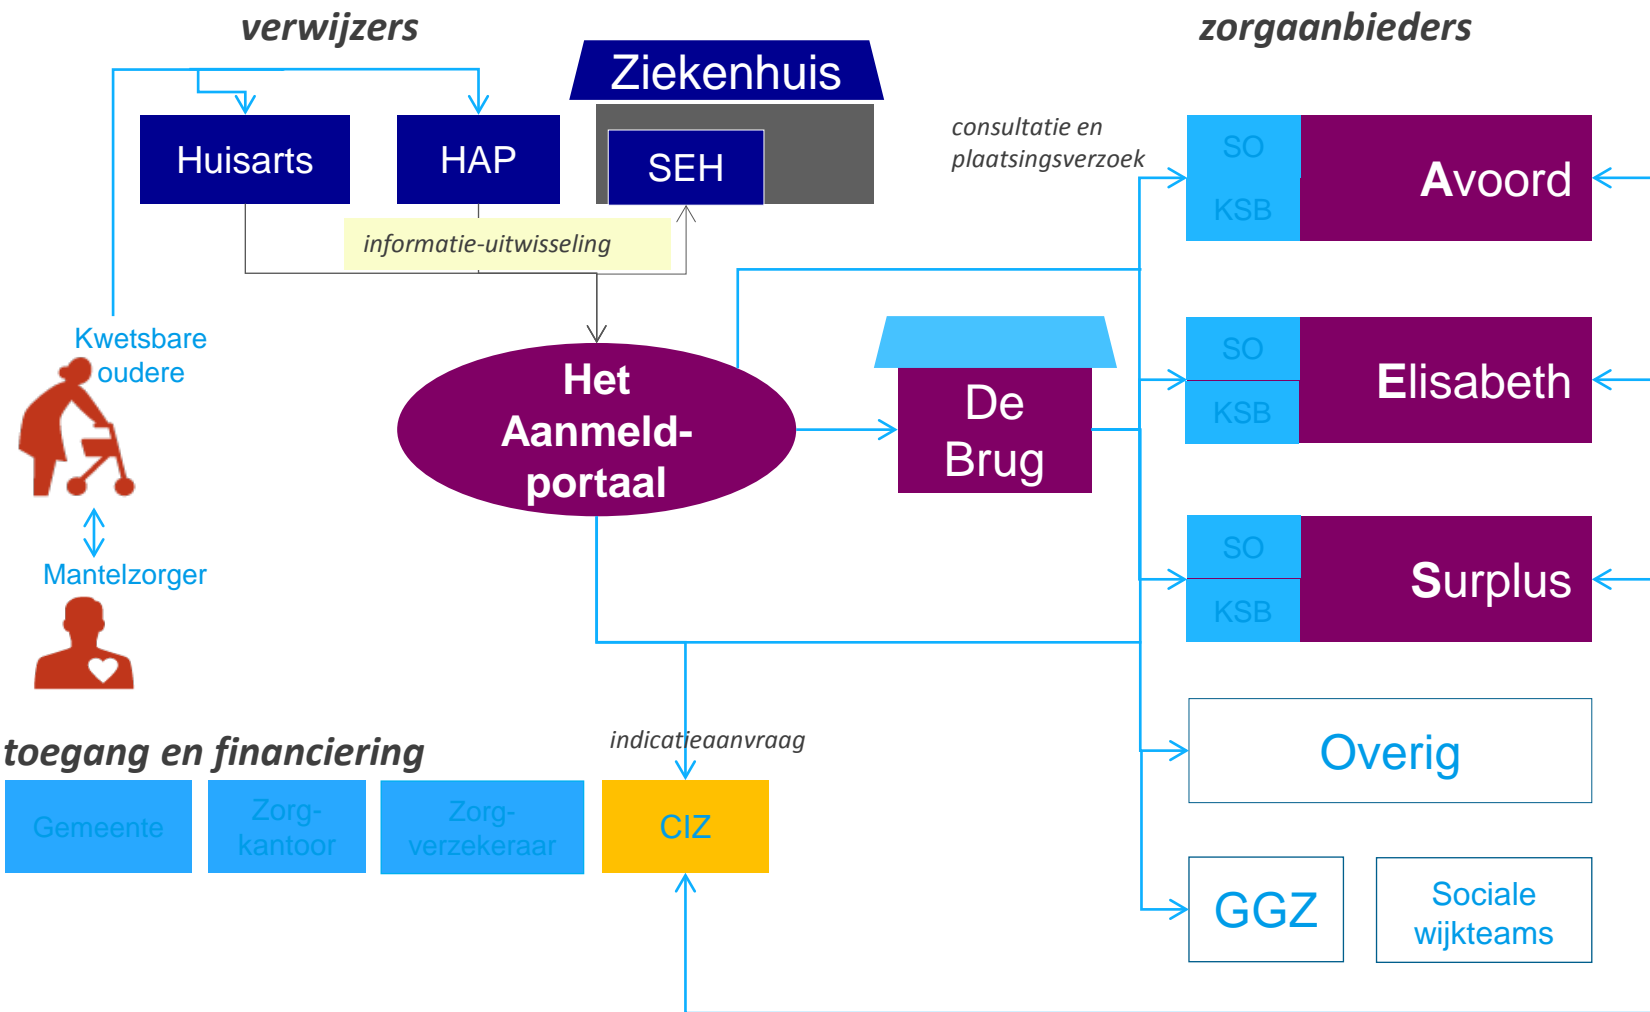 verwijzers
zorgaanbieders
Ziekenhuis
Huisarts
HAP
SEH
informatie-uitwisseling
consultatie en
plaatsingsverzoek
SO
KSB
Avoord
Kwetsbare
oudere
Het
Aanmeld-
portaal
De
Brug
SO
KSB
Elisabeth
Mantelzorger
SO
KSB
Surplus
toegang en financiering
indicatieaanvraag
Gemeente
Zorg-
kantoor
Zorg-
verzekeraar
CIZ
Overig
GGZ
Sociale
wijkteams